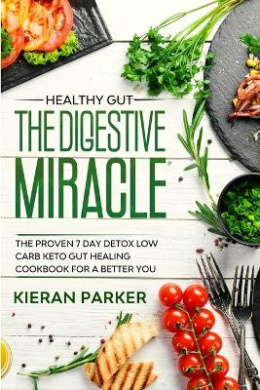 HEALTHY GUT
THE DIGESTIVE
MIRACLE
THE PROVEN 7 DAY DETOX LOW
CARB KETO GUT HEALING
COOKBOOK FOR A BETTER YOU
KIERAN PARKER